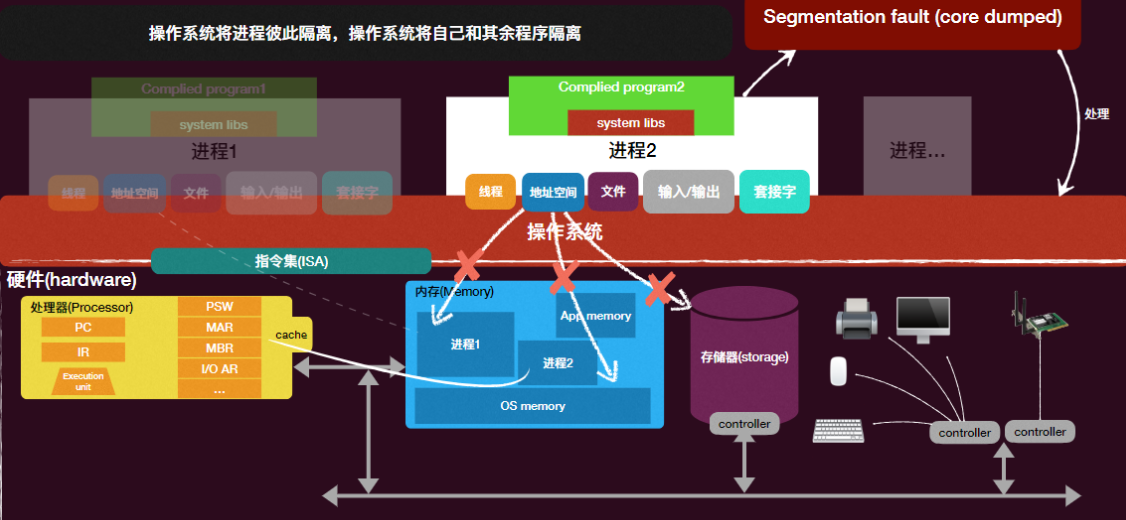 操作系统将进程彼此隔离，操作系统将自己和其余程序隔离
Segmentation fault (core dumped)
处理
Complied program1
system libs
进程1
线程
地址空间
文件
输入/输出
套接字
Complied program2
system libs
进程2
线程
地址空间
文件
输入/输出
套接字
进程...
操作系统
指令集(ISA)
硬件(hardware)
处理器(Processor)
PC
IR
Execution
unit
PSW
MAR
MBR
I/O AR
...
cache
内存(Memory)
进程1
App memory
进程2
OS memory
存储器(storage)
controller
controller
controller